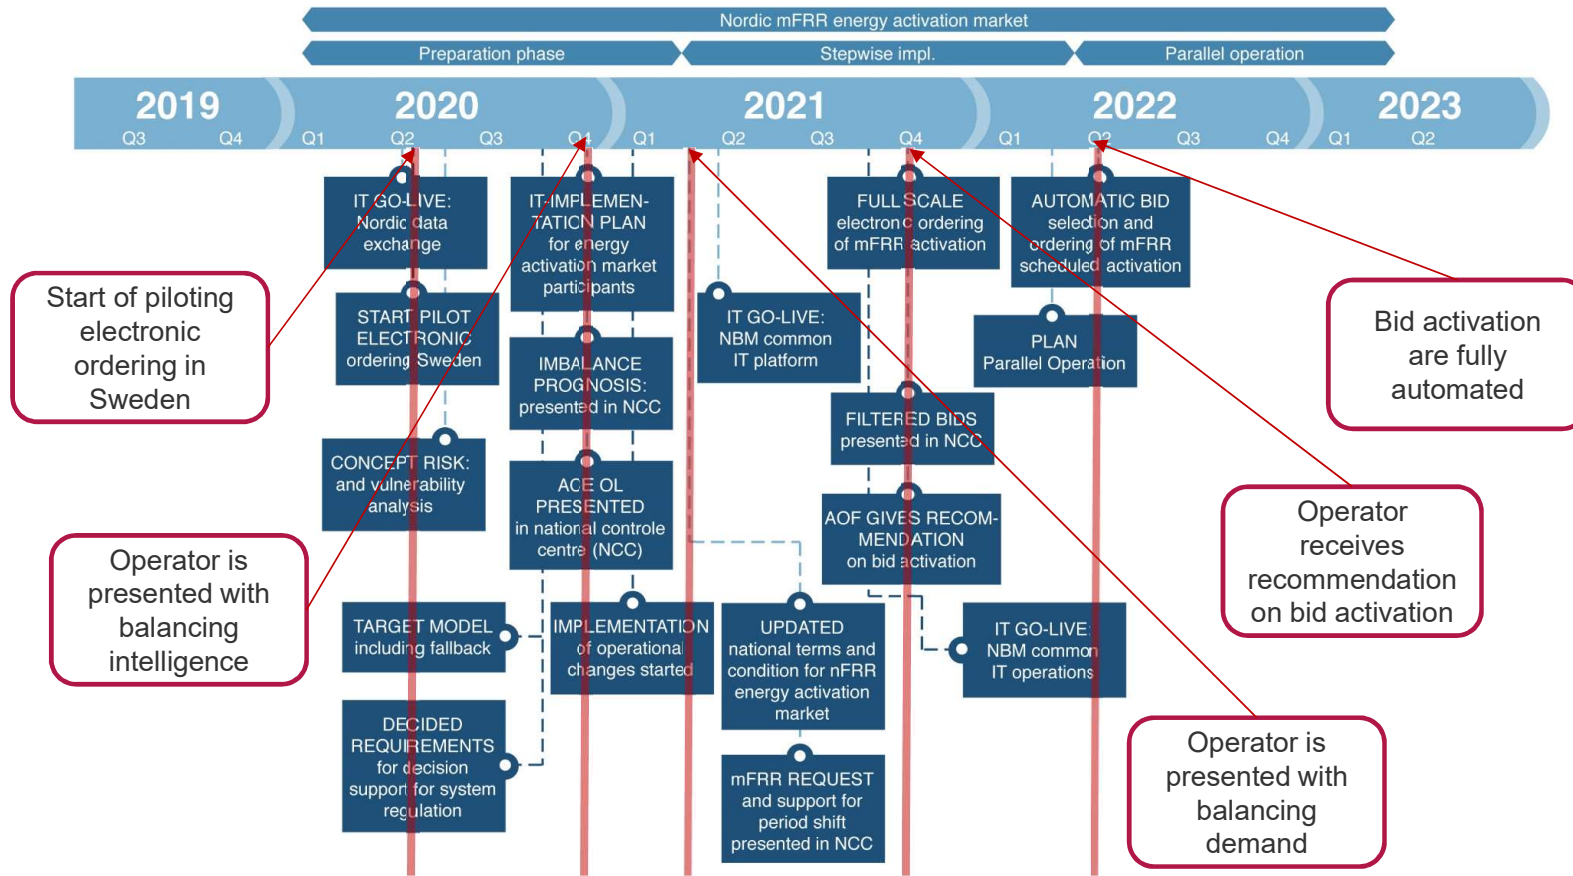 Nordic mFRR energy activation market
Preparation phase
Stepwise impl.
Parallel operation
2019
2020
2021
2022
2023
Q3
Q4
Q1
Q2
Q3
Q4
Q1
Q2
Q3
Q4
Q1
Q2
Q3
Q4
Q1
Q2
IT GO-LIVE:
Nordic data
exchange
START PILOT
ELECTRONIC
ordering Sweden
CONCEPT RISK:
and vulnerability
analysis
TARGET MODEL
including fallback
DECIDED
REQUIREMENTS
for decision
support for system
regulation
IT-IMPLEMEN-
TATION PLAN
for energy
activation market
participants
IMBALANCE
PROGNOSIS:
presented in NCC
ACE OL
PRESENTED
in national controle
centre (NCC)
IMPLEMENTATION
of operational
changes started
IT GO-LIVE:
NBM common
IT platform
UPDATED
national terms and
condition for nFRR
energy activation
market
mFRR REQUEST
and support for
period shift
presented in NCC
FULL SCALE
electronic ordering
of mFRR activation
FILTERED BIDS
presented in NCC
AOF GIVES RECOM-
MENDATION
on bid activation
IT GO-LIVE:
NBM common
IT operations
AUTOMATIC BID
selection and
ordering of mFRR
scheduled activation
PLAN
Parallel Operation
Start of piloting
electronic
ordering in
Sweden
Operator is
presented with
balancing
intelligence
Bid activation
are fully
automated
Operator
receives
recommendation
on bid activation
Operator is
presented with
balancing
demand